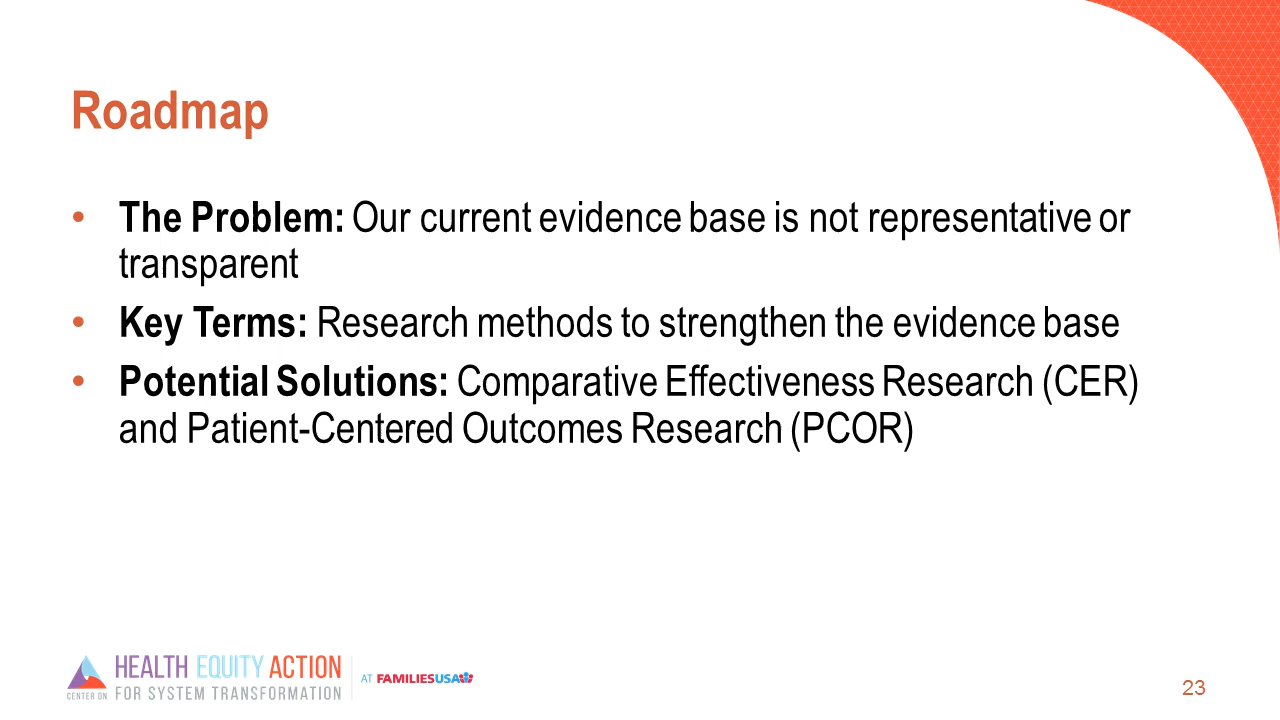 Roadmap
• The Problem: Our current evidence base is not representative or
transparent
• Key Terms: Research methods to strengthen the evidence base
• Potential Solutions: Comparative Effectiveness Research (CER)
and Patient-Centered Outcomes Research (PCOR)
HEALTH EQUITY ACTION
CENTER ON FOR SYSTEM TRANSFORMATION
AT FAMILIESUSA
23